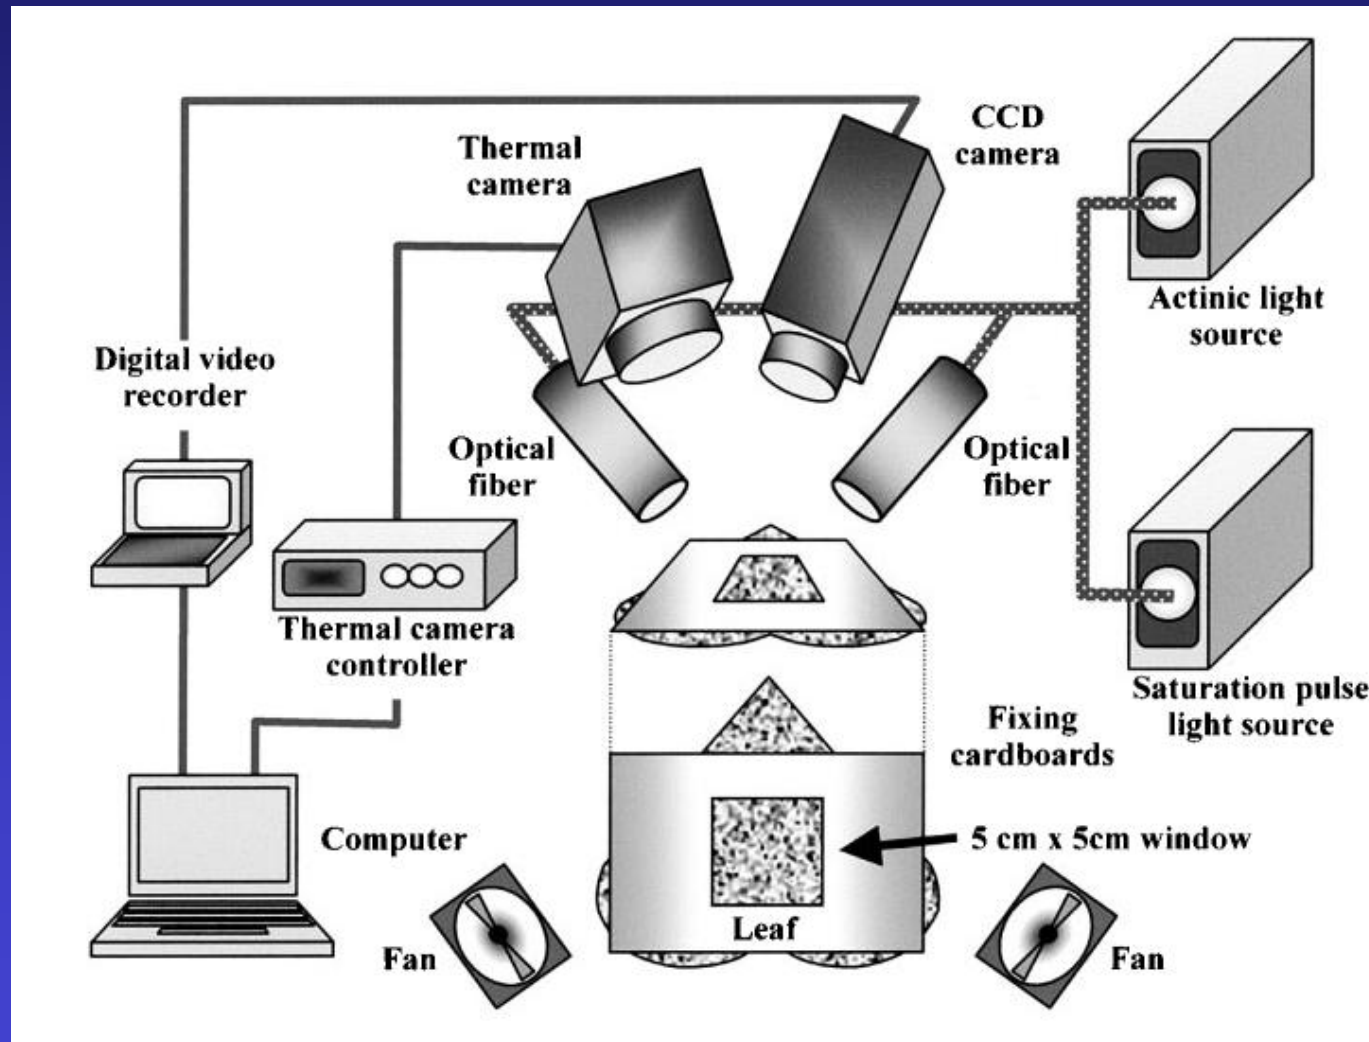 CCD
camera
Thermal
camera
Actinic light
source
Digital video
recorder
Optical
fiber
Optical
fiber
Thermal camera
controller
Saturation pulse
light source
Fixing
cardboards
Computer
5 cm x 5cm window
Leaf
Fan
Fan